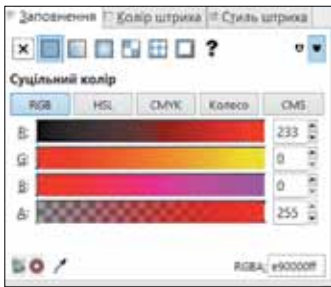 Заповнення Колір штриха Стиль штриха
?
Суцільний колір
RGB HSL CMYK Колесо CMS
R: 233
G: 0
B: 0
A: 255
RGBA: e90000ff